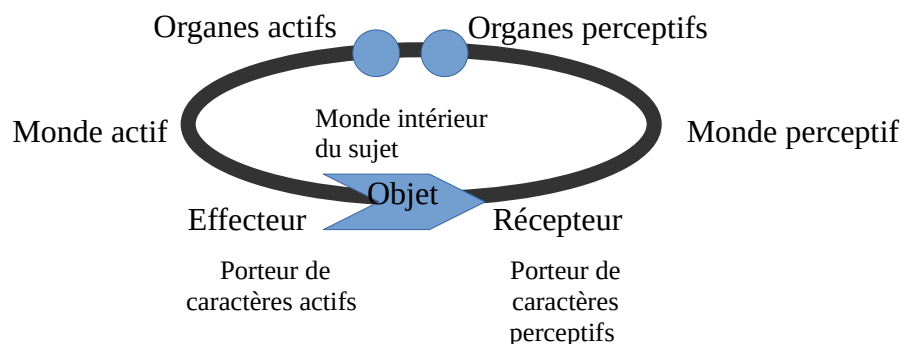 Organes actifs
Organes perceptifs
Monde actif
Monde intérieur
du sujet
Monde perceptif
Objet
Effecteur
Récepteur
Porteur de
caractères actifs
Porteur de
caractères
perceptifs